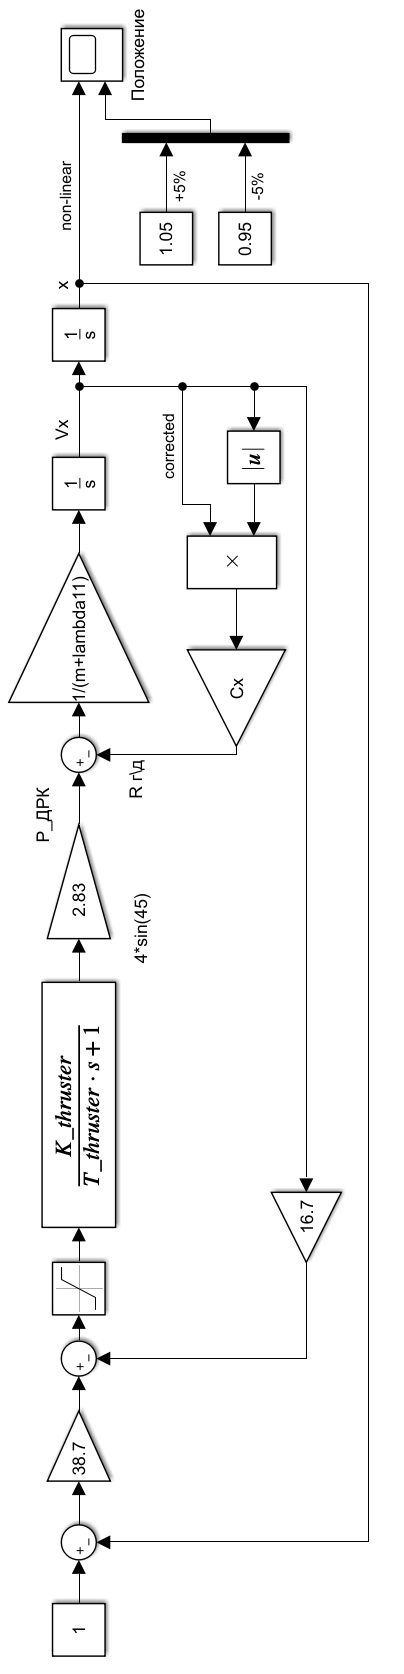 1
+
−
38.7
+
−
K_thruster
T_thruster · s + 1
2.83
4*sin(45)
P_ДРК
+
−
1/(m+lambda11)
1
s
Vx
1
s
x
non-linear
Положение
R г\д
Cx
×
|u|
corrected
16.7
1.05
+5%
0.95
-5%